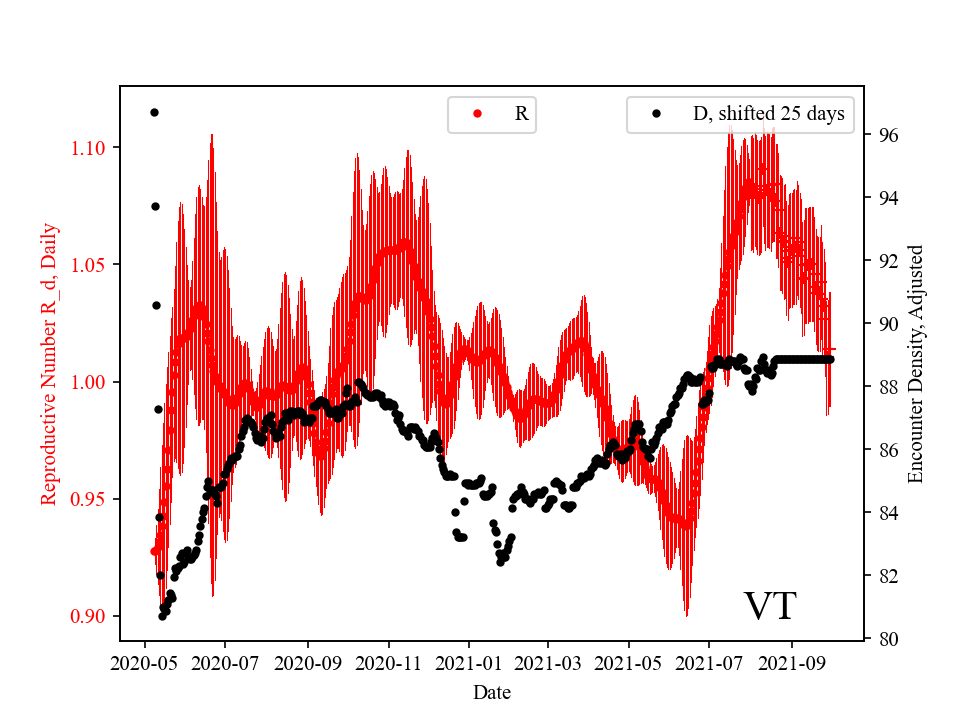 R
D, shifted 25 days
Reproductive Number R_d, Daily
1.10
1.05
1.00
0.95
0.90
96
94
92
90
88
86
84
82
80
Encounter Density, Adjusted
VT
2020-05 2020-07 2020-09 2020-11 2021-01 2021-03 2021-05 2021-07 2021-09
Date